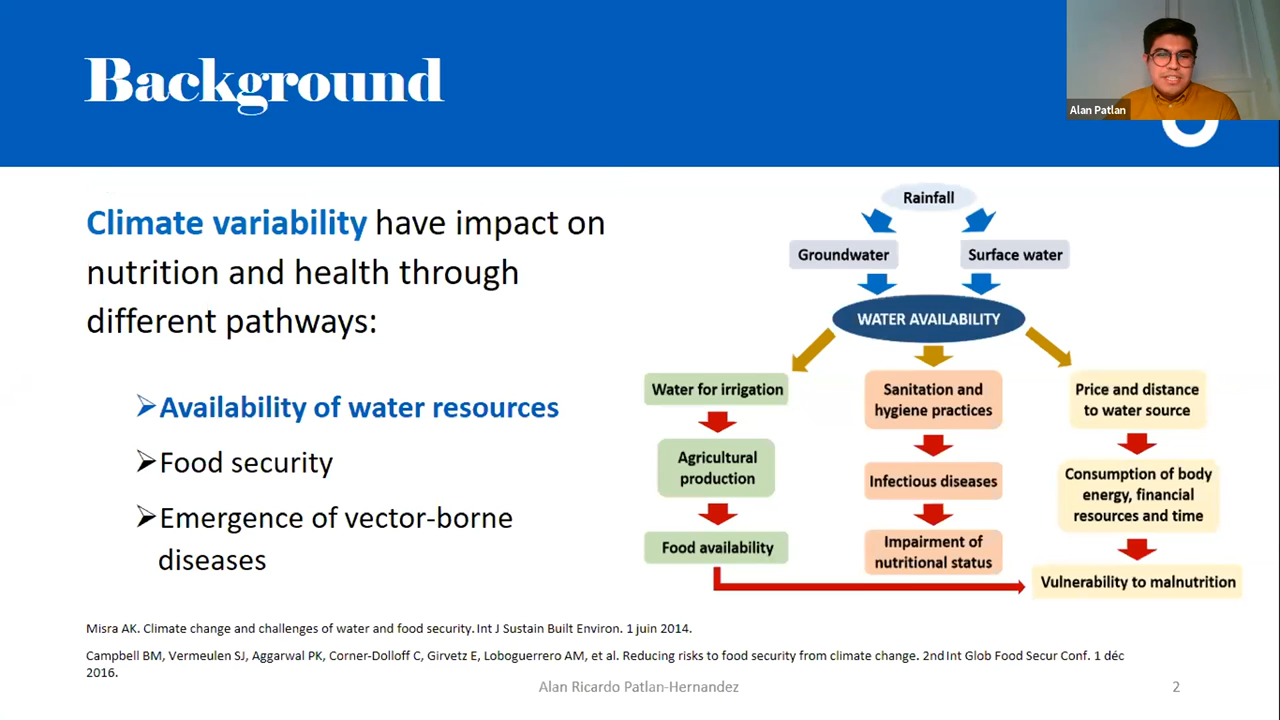 Background
Alan Patlan
Climate variability have impact on
nutrition and health through
different pathways:
➢Availability of water resources
➢Food security
➢Emergence of vector-borne
diseases
Rainfall
Groundwater
Surface water
WATER AVAILABILITY
Water for irrigation
Agricultural
production
Food availability
Sanitation and
hygiene practices
Infectious diseases
Impairment of
nutritional status
Price and distance
to water source
Consumption of body
energy, financial
resources and time
Vulnerability to malnutrition
Misra AK. Climate change and challenges of water and food security. Int J Sustain Built Environ. 1 juin 2014.
Campbell BM, Vermeulen SJ, Aggarwal PK, Corner-Dolloff C, Girvetz E, Loboguerrero AM, et al. Reducing risks to food security from climate change. 2nd Int Glob Food Secur Conf. 1 déc
2016.
Alan Ricardo Patlan-Hernandez
2